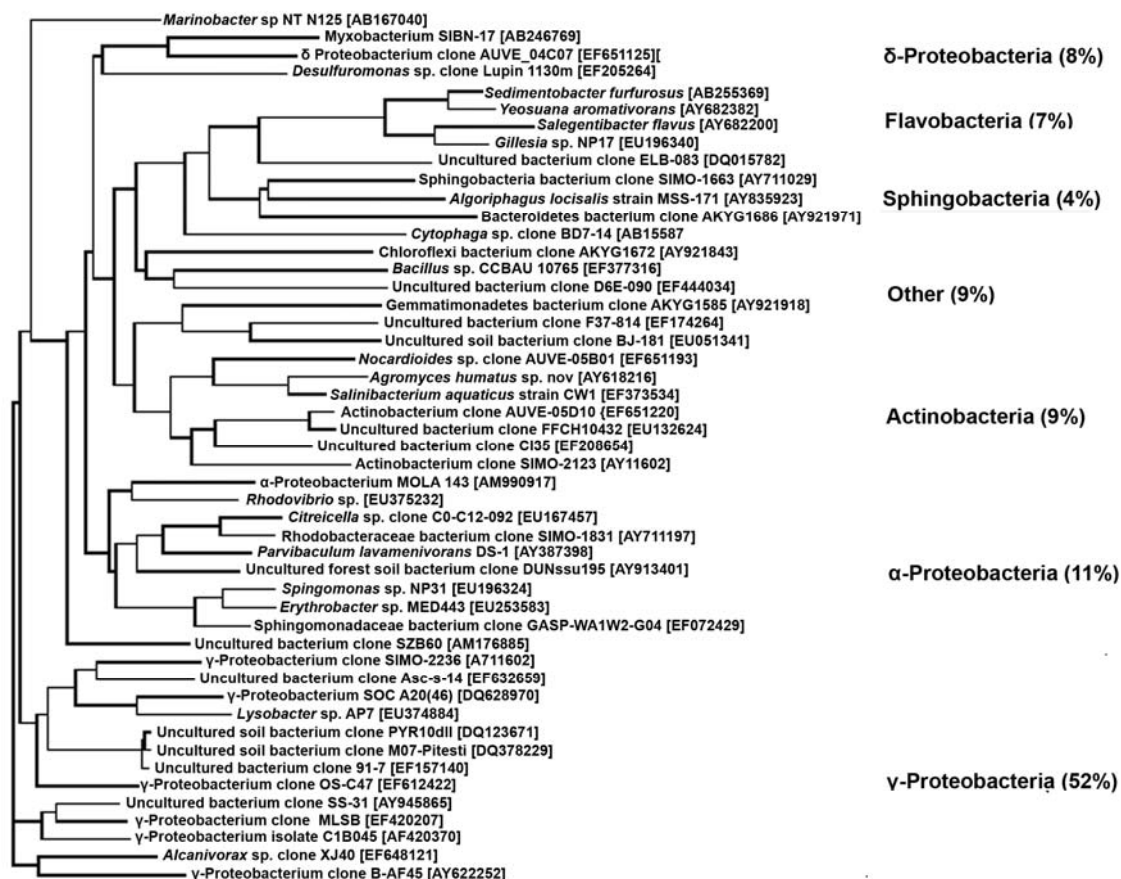 Marinobacter sp NT N125 [AB167040]
Myxobacterium SIBN-17 [AB246769]
δ Proteobacterium clone AUVE_04C07 [EF651125][
δ-Proteobacteria (8%)
Desulfuromonas sp. clone Lupin 1130m [EF205264]
Sedimentobacter furfurosus [AB255369]
Yeosuana aromativorans [AY682382]
Flavobacteria (7%)
Salegentibacter flavus [AY682200]
Gillesia sp. NP17 [EU196340]
Uncultured bacterium clone ELB-083 [DQ015782]
Sphingobacteria bacterium clone SIMO-1663 [AY711029]
Algoriphagus locisalis strain MSS-171 [AY835923]
Sphingobacteria (4%)
Bacteroidetes bacterium clone AKYG1686 [AY921971]
Cytophaga sp. clone BD7-14 [AB15587
Chloroflexi bacterium clone AKYG1672 [AY921843]
Bacillus sp. CCBAU 10765 [EF377316]
Uncultured bacterium clone D6E-090 [EF444034]
Other (9%)
Gemmatimonadetes bacterium clone AKYG1585 [AY921918]
Uncultured bacterium clone F37-814 [EF174264]
Uncultured soil bacterium clone BJ-181 [EU051341]
Nocardioides sp. clone AUVE-05B01 [EF651193]
Agromyces humatus sp. nov [AY618216]
Salinibacterium aquaticus strain CW1 [EF373534]
Actinobacterium clone AUVE-05D10 {EF651220]
Actinobacteria (9%)
Uncultured bacterium clone FFCH10432 [EU132624]
Uncultured bacterium clone CI35 [EF208654]
Actinobacterium clone SIMO-2123 [AY11602]
α-Proteobacterium MOLA 143 [AM990917]
Rhodovibrio sp. [EU375232]
Citreicella sp. clone C0-C12-092 [EU167457]
Rhodobacteraceae bacterium clone SIMO-1831 [AY711197]
Parvibaculum lavamenivorans DS-1 [AY387398]
Uncultured forest soil bacterium clone DUNssu195 [AY913401]
α-Proteobacteria (11%)
Spingomonas sp. NP31 [EU196324]
Erythrobacter sp. MED443 [EU253583]
Sphingomonadaceae bacterium clone GASP-WA1W2-G04 [EF072429]
Uncultured bacterium clone SZB60 [AM176885]
γ-Proteobacterium clone SIMO-2236 [A711602]
Uncultured bacterium clone Asc-s-14 [EF632659]
γ-Proteobacterium SOC A20(46) [DQ628970]
Lysobacter sp. AP7 [EU374884]
Uncultured soil bacterium clone PYR10dII [DQ123671]
Uncultured soil bacterium clone M07-Pitesti [DQ378229]
Uncultured bacterium clone 91-7 [EF157140]
γ-Proteobacteria (52%)
γ-Proteobacterium clone OS-C47 [EF612422]
Uncultured bacterium clone SS-31 [AY945865]
γ-Proteobacterium clone MLSB [EF420207]
γ-Proteobacterium isolate C1B045 [AF420370]
Alcanivorax sp. clone XJ40 [EF648121]
γ-Proteobacterium clone B-AF45 [AY622252]